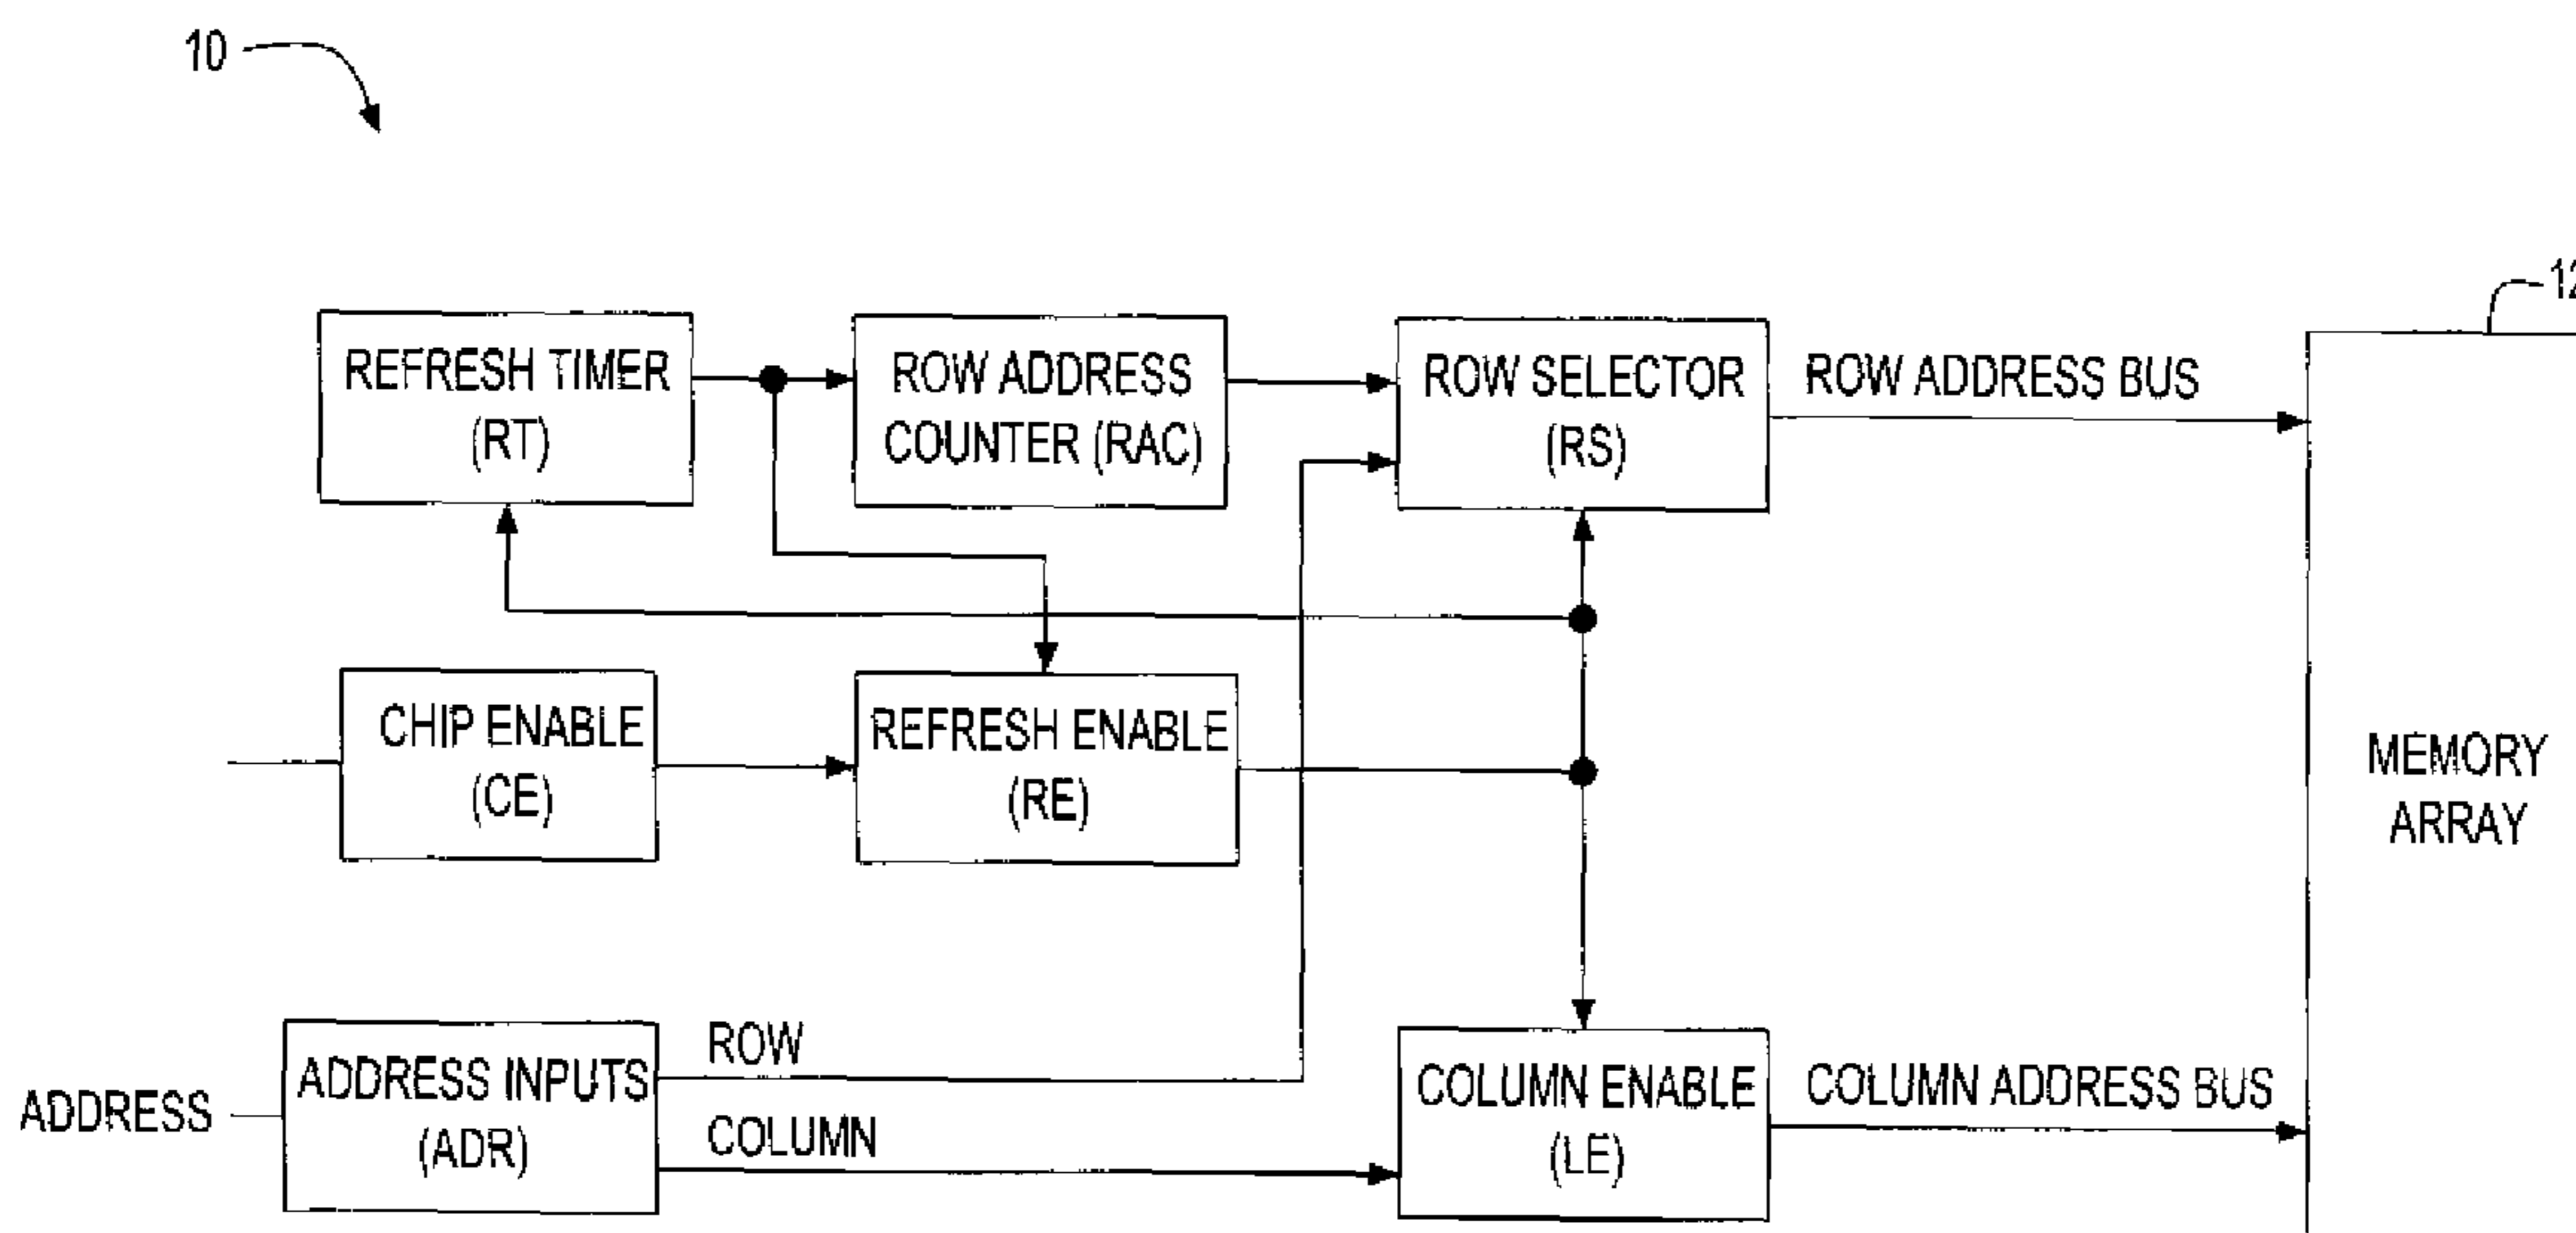 10
12
REFRESH TIMER
(RT)
ROW ADDRESS
COUNTER (RAC)
ROW SELECTOR
(RS)
ROW ADDRESS BUS
CHIP ENABLE
(CE)
REFRESH ENABLE
(RE)
MEMORY
ARRAY
ADDRESS
ADDRESS INPUTS
(ADR)
ROW
COLUMN
COLUMN ENABLE
(LE)
COLUMN ADDRESS BUS